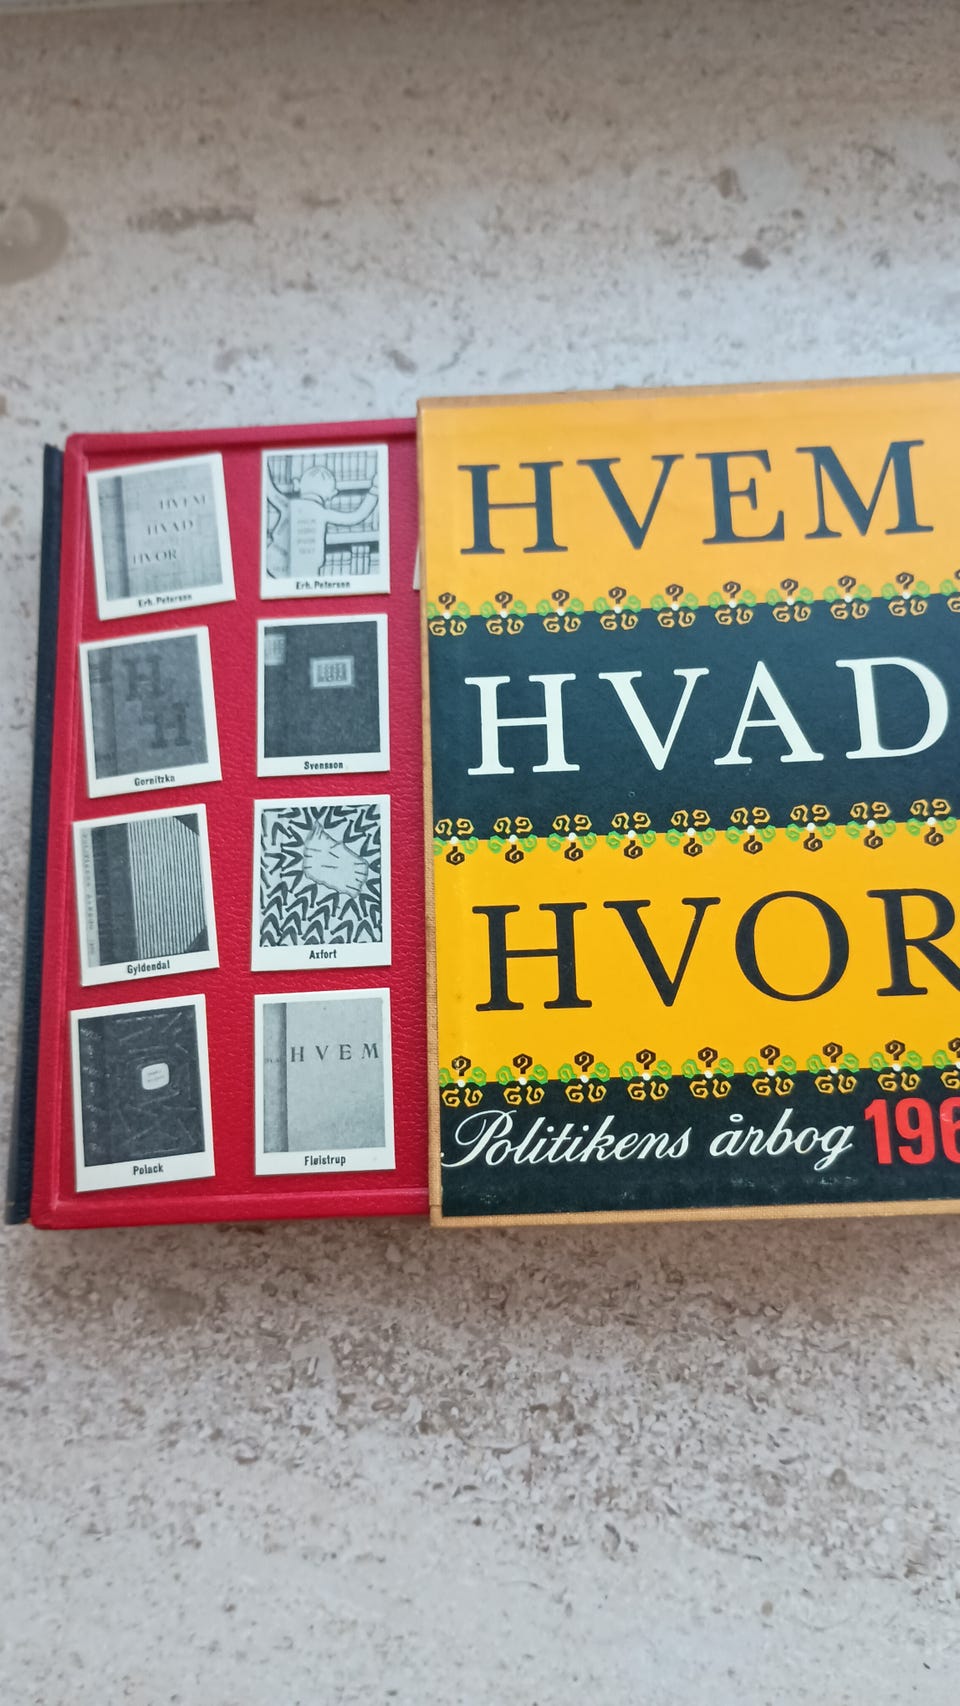 HVEM
HVAD
HVOR
Erh. Petersen
Erh. Petersen
Gornitzka
Svensson
Gyldendal
Axfort
Polack
HVEM
Fleistrup
HVEM
HVAD
HVOR
Politikens årbog 196